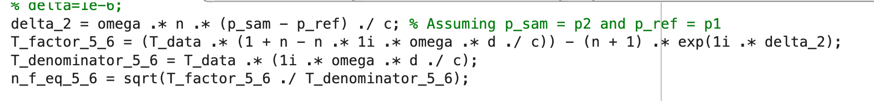 % delta=1e-6;
delta_2 = omega .* n .* (p_sam − p_ref) ./ c; % Assuming p_sam = p2 and p_ref = p1
T_factor_5_6 = (T_data .* (1 + n − n .* 1i .* omega .* d ./ c)) − (n + 1) .* exp(1i .* delta_2);
T_denominator_5_6 = T_data .* (1i .* omega .* d ./ c);
n_f_eq_5_6 = sqrt(T_factor_5_6 ./ T_denominator_5_6);